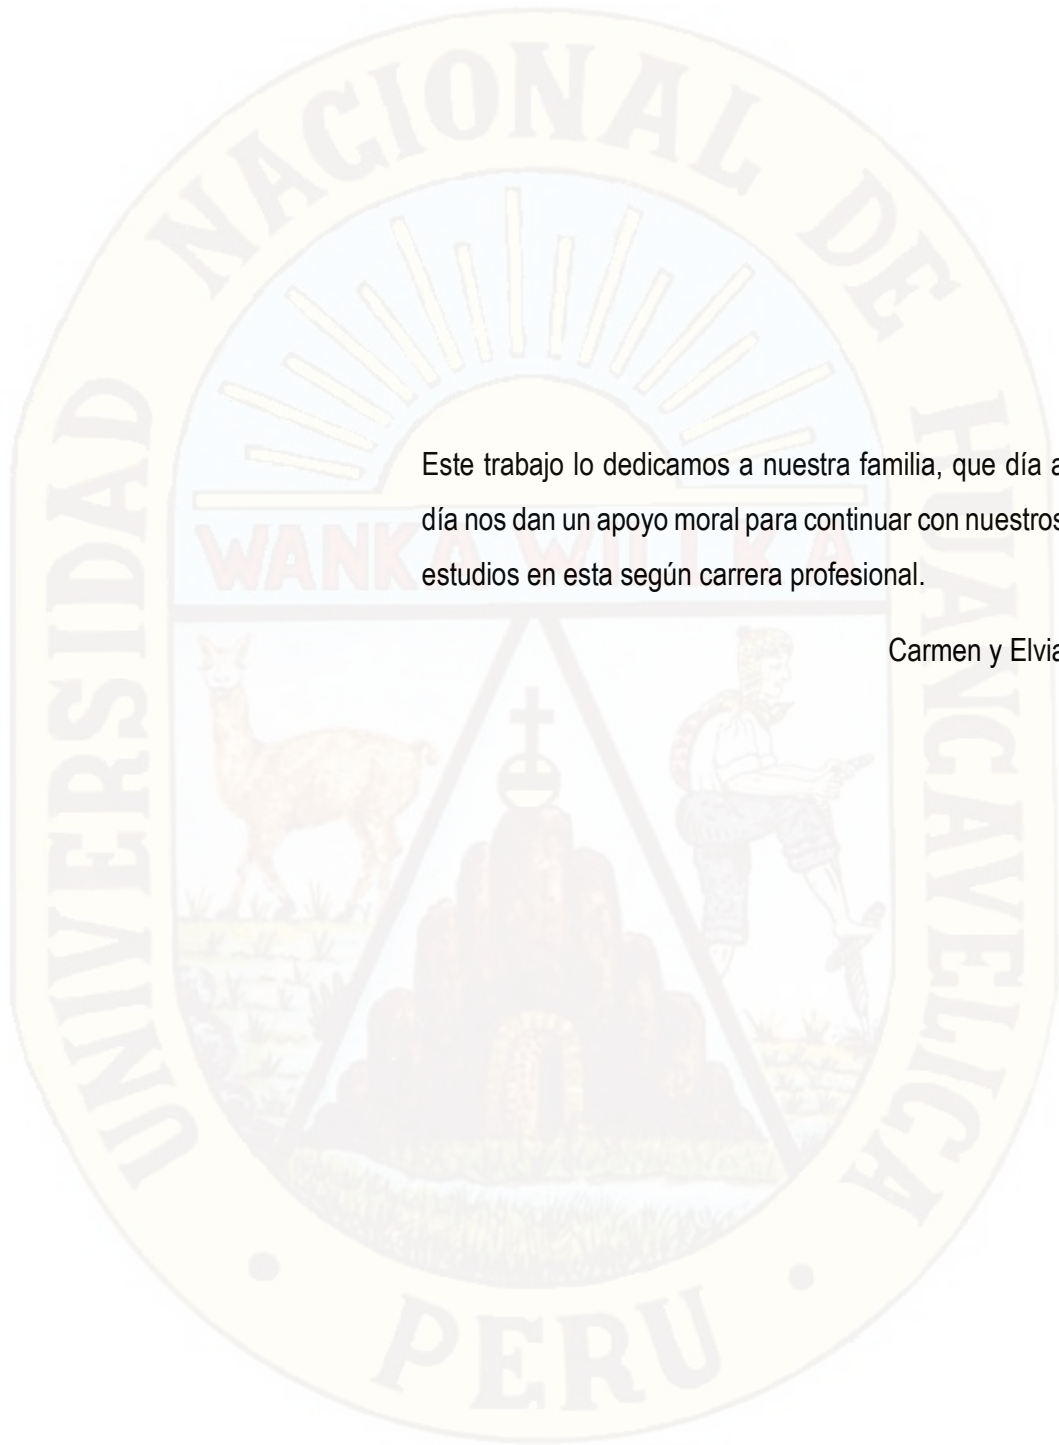 UNIVERSIDAD NACIONAL DE HUANCAVELICA
WANKA WILLKA
Este trabajo lo dedicamos a nuestra familia, que día a
día nos dan un apoyo moral para continuar con nuestros
estudios en esta según carrera profesional.
Carmen y Elvia
• PERU •